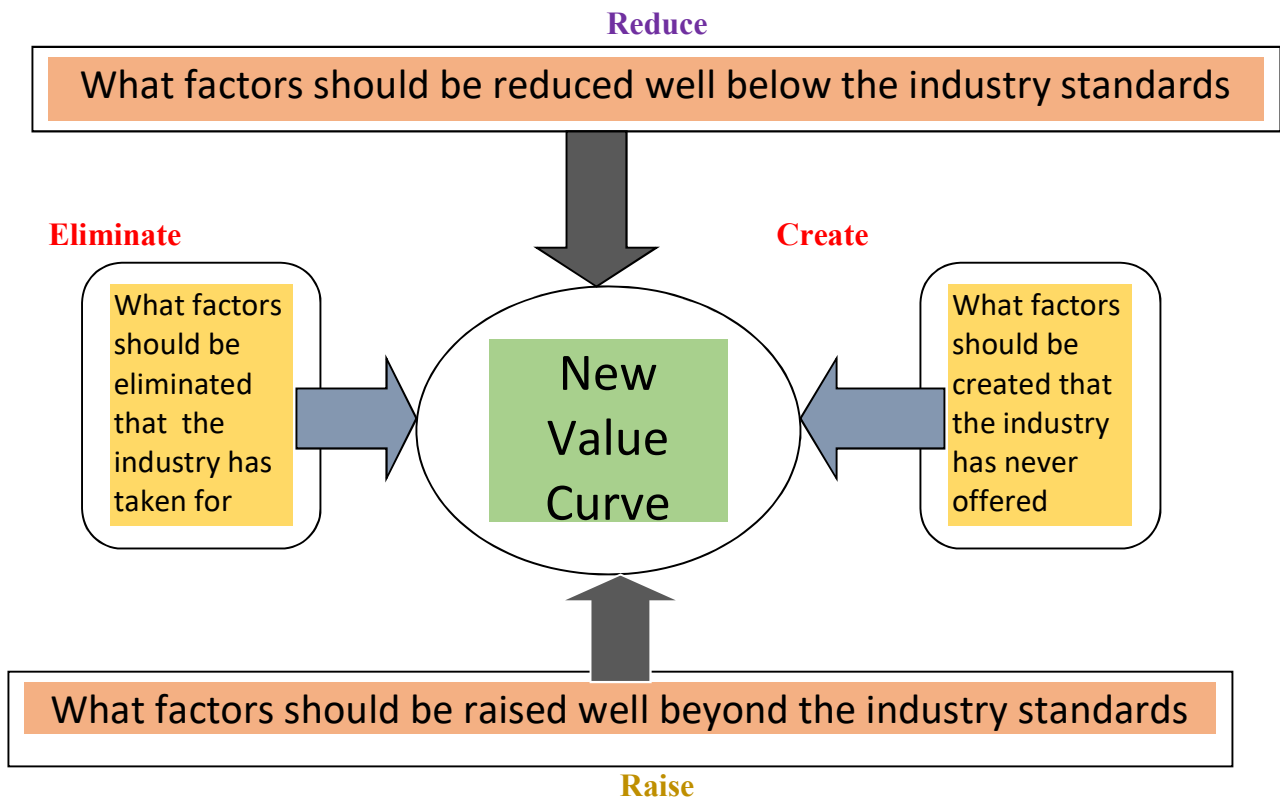 Reduce
What factors should be reduced well below the industry standards
Eliminate
What factors
should be
eliminated
that the
industry has
taken for
New
Value
Curve
Create
What factors
should be
created that
the industry
has never
offered
What factors should be raised well beyond the industry standards
Raise